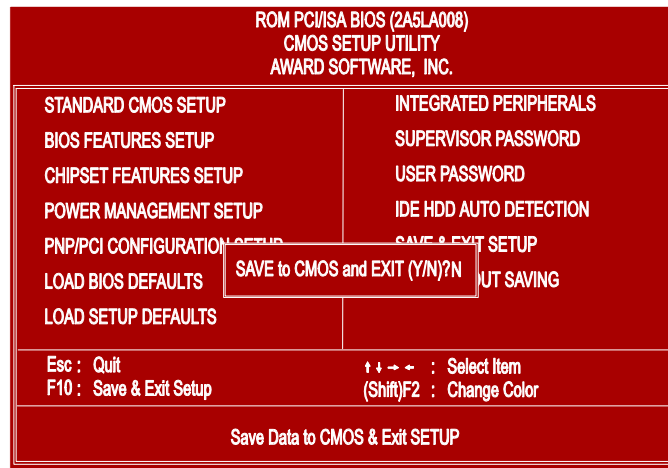 ROM PCI/ISA BIOS (2A5LA008)
CMOS SETUP UTILITY
AWARD SOFTWARE, INC.
STANDARD CMOS SETUP
BIOS FEATURES SETUP
CHIPSET FEATURES SETUP
POWER MANAGEMENT SETUP
PNP/PCI CONFIGURATION SETUP
LOAD BIOS DEFAULTS
LOAD SETUP DEFAULTS
INTEGRATED PERIPHERALS
SUPERVISOR PASSWORD
USER PASSWORD
IDE HDD AUTO DETECTION
SAVE & EXIT SETUP
OUT SAVING
SAVE to CMOS and EXIT (Y/N)?N
Esc : Quit
F10 : Save & Exit Setup
↑ ↓ → ← : Select Item
(Shift)F2 : Change Color
Save Data to CMOS & Exit SETUP